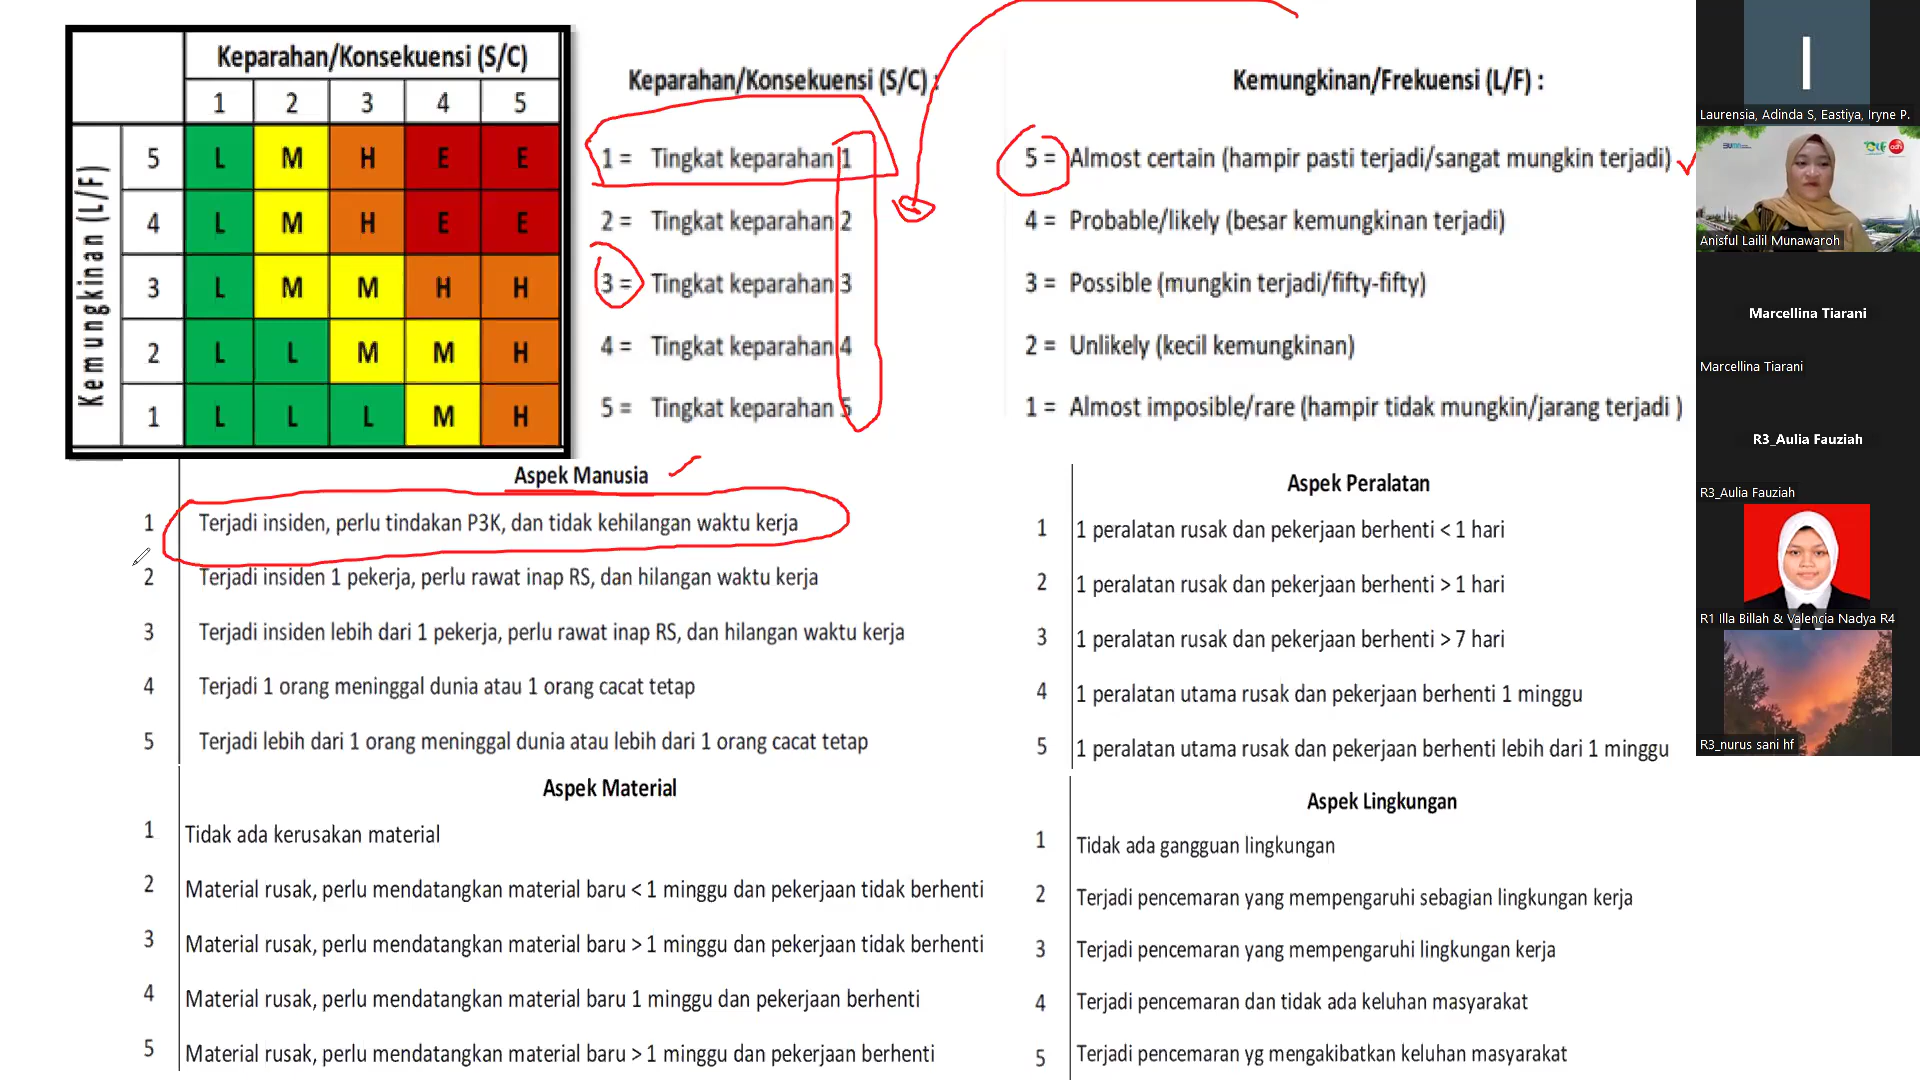 Keparahan/Konsekuensi (S/C)
1 2 3 4 5
Kemungkinan (L/F)
5 L M H E E
4 L M H E E
3 L M M H H
2 L L M M H
1 L L L M H
Keparahan/Konsekuensi (S/C) :
1 = Tingkat keparahan 1
2 = Tingkat keparahan 2
3 = Tingkat keparahan 3
4 = Tingkat keparahan 4
5 = Tingkat keparahan 5
Kemungkinan/Frekuensi (L/F) :
5 = Almost certain (hampir pasti terjadi/sangat mungkin terjadi)
4 = Probable/likely (besar kemungkinan terjadi)
3 = Possible (mungkin terjadi/fifty-fifty)
2 = Unlikely (kecil kemungkinan)
1 = Almost imposible/rare (hampir tidak mungkin/jarang terjadi )
Aspek Manusia
1 Terjadi insiden, perlu tindakan P3K, dan tidak kehilangan waktu kerja
2 Terjadi insiden 1 pekerja, perlu rawat inap RS, dan hilangan waktu kerja
3 Terjadi insiden lebih dari 1 pekerja, perlu rawat inap RS, dan hilangan waktu kerja
4 Terjadi 1 orang meninggal dunia atau 1 orang cacat tetap
5 Terjadi lebih dari 1 orang meninggal dunia atau lebih dari 1 orang cacat tetap
Aspek Peralatan
1 1 peralatan rusak dan pekerjaan berhenti < 1 hari
2 1 peralatan rusak dan pekerjaan berhenti > 1 hari
3 1 peralatan rusak dan pekerjaan berhenti > 7 hari
4 1 peralatan utama rusak dan pekerjaan berhenti 1 minggu
5 1 peralatan utama rusak dan pekerjaan berhenti lebih dari 1 minggu
Aspek Material
1 Tidak ada kerusakan material
2 Material rusak, perlu mendatangkan material baru < 1 minggu dan pekerjaan tidak berhenti
3 Material rusak, perlu mendatangkan material baru > 1 minggu dan pekerjaan tidak berhenti
4 Material rusak, perlu mendatangkan material baru 1 minggu dan pekerjaan berhenti
5 Material rusak, perlu mendatangkan material baru > 1 minggu dan pekerjaan berhenti
Aspek Lingkungan
1 Tidak ada gangguan lingkungan
2 Terjadi pencemaran yang mempengaruhi sebagian lingkungan kerja
3 Terjadi pencemaran yang mempengaruhi lingkungan kerja
4 Terjadi pencemaran dan tidak ada keluhan masyarakat
5 Terjadi pencemaran yg mengakibatkan keluhan masyarakat
I
Laurensia, Adinda S, Eastiya, Iryne P.
adhi
Anisful Lailil Munawaroh
Marcellina Tiarani
Marcellina Tiarani
R3_Aulia Fauziah
R3_Aulia Fauziah
R1 Illa Billah & Valencia Nadya R4
R3_nurus sani hf